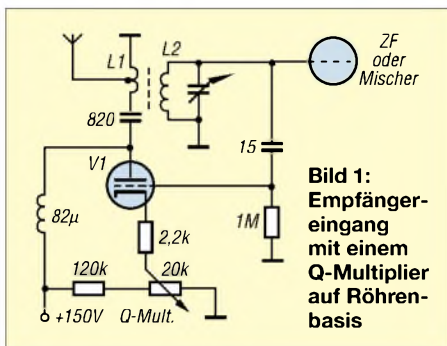 L1
L2
ZF
oder
Mischer
820
15
V1
82µ
2,2k
1M
120k
20k
+150V
Q-Mult.
Bild 1:
Empfänger-
eingang
mit einem
Q-Multiplier
auf Röhren-
basis